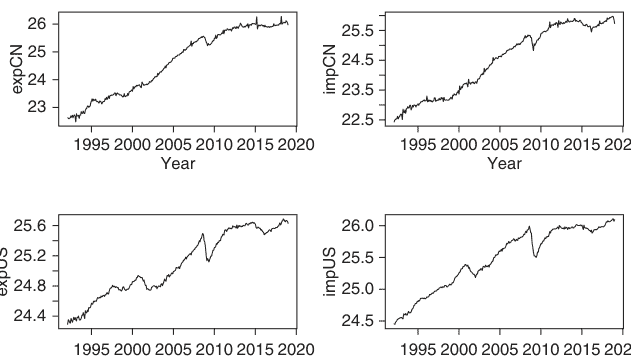 expCN
26
25
24
23
1995 2000 2005 2010 2015 2020
Year
impCN
25.5
24.5
23.5
22.5
1995 2000 2005 2010 2015 202
Year
expUS
25.6
25.2
24.8
24.4
1995 2000 2005 2010 2015 2020
impUS
26.0
25.5
25.0
24.5
1995 2000 2005 2010 2015 202